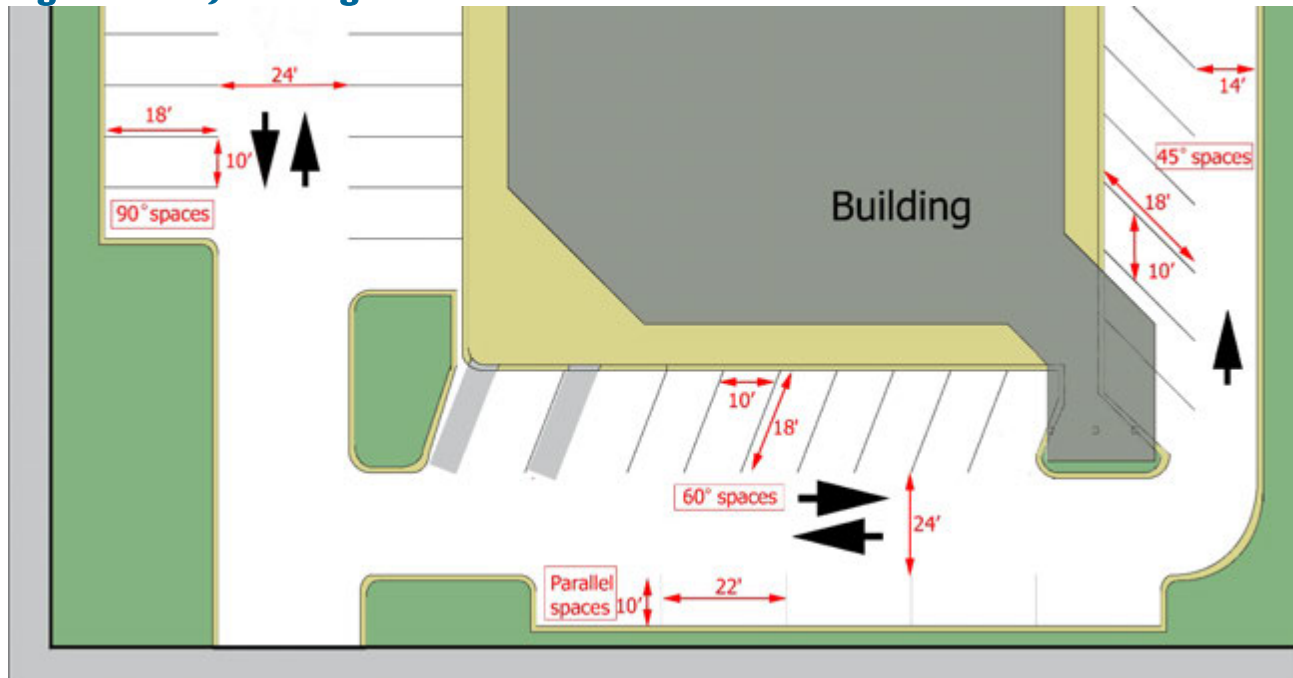 24'
14'
18'
10'
45° spaces
90° spaces
Building
18'
10'
10'
18'
60° spaces
24'
Parallel
spaces
10'
22'